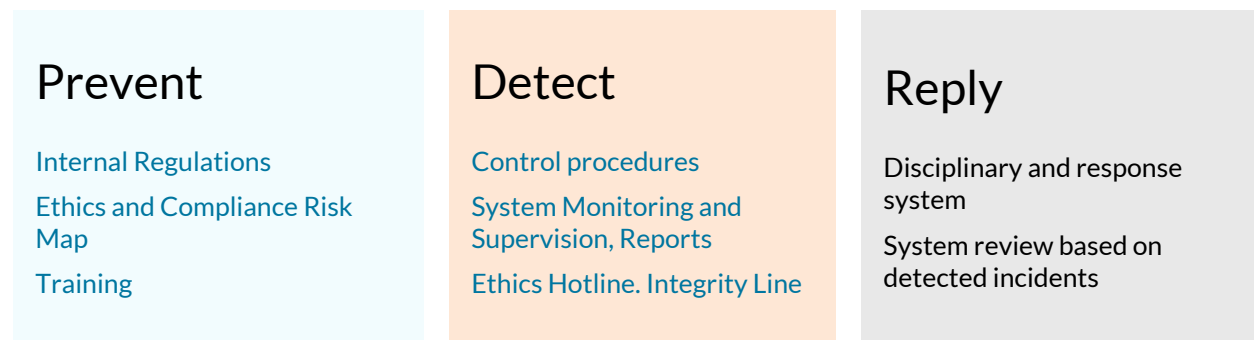 Prevent
Internal Regulations
Ethics and Compliance Risk
Map
Training
Detect
Control procedures
System Monitoring and
Supervision, Reports
Ethics Hotline. Integrity Line
Reply
Disciplinary and response
system
System review based on
detected incidents